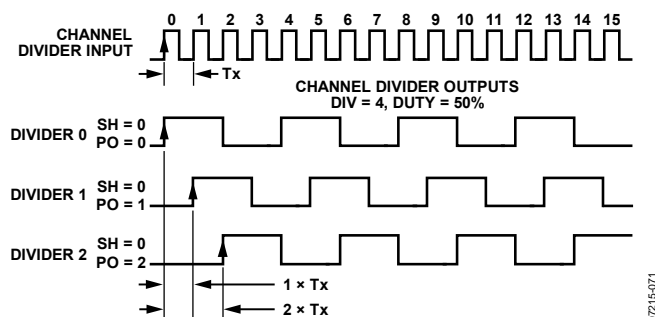 0 1 2 3 4 5 6 7 8 9 10 11 12 13 14 15
CHANNEL
DIVIDER INPUT
Tx
CHANNEL DIVIDER OUTPUTS
DIV = 4, DUTY = 50%
DIVIDER 0 SH = 0
PO = 0
DIVIDER 1 SH = 0
PO = 1
DIVIDER 2 SH = 0
PO = 2
1 × Tx
2 × Tx
07215-071